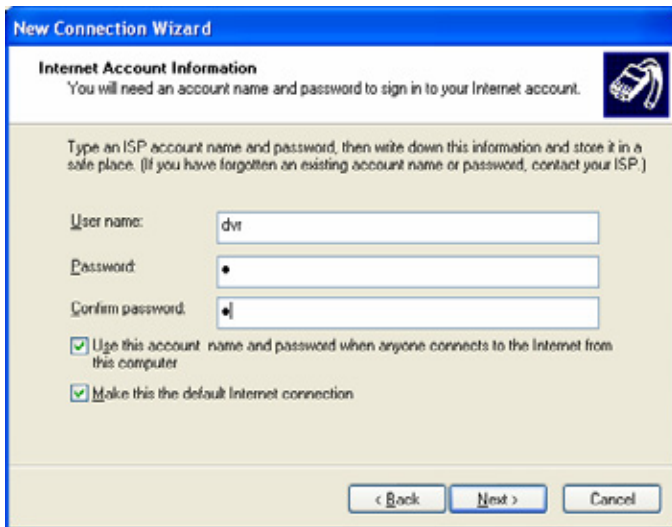 New Connection Wizard
Internet Account Information
You will need an account name and password to sign in to your Internet account.
Type an ISP account name and password, then write down this information and store it in a
safe place. (If you have forgotten an existing account name or password, contact your ISP.)
User name: dvr
Password: ●
Confirm password: ●
Use this account name and password when anyone connects to the Internet from
this computer
Make this the default Internet connection
< Back Next > Cancel